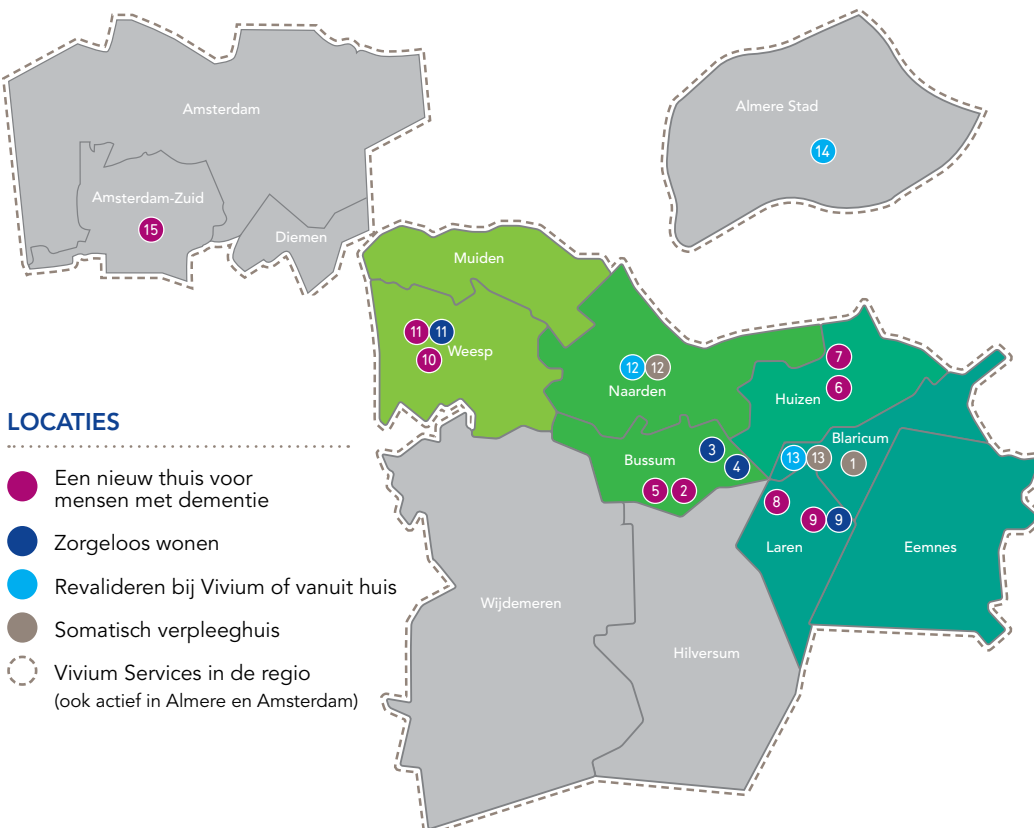 Amsterdam
Almere Stad
14
Amsterdam-Zuid
15
Diemen
Muiden
11 11
Weesp
10
12 12
Naarden
7
6
Huizen
Blaricum
13 13 1
3
4
Bussum
5 2
8
9 9
Laren
Eemnes
Wijdemeren
Hilversum
LOCATIES
Een nieuw thuis voor
mensen met dementie
Zorgeloos wonen
Revalideren bij Vivium of vanuit huis
Somatisch verpleeghuis
Vivium Services in de regio
(ook actief in Almere en Amsterdam)